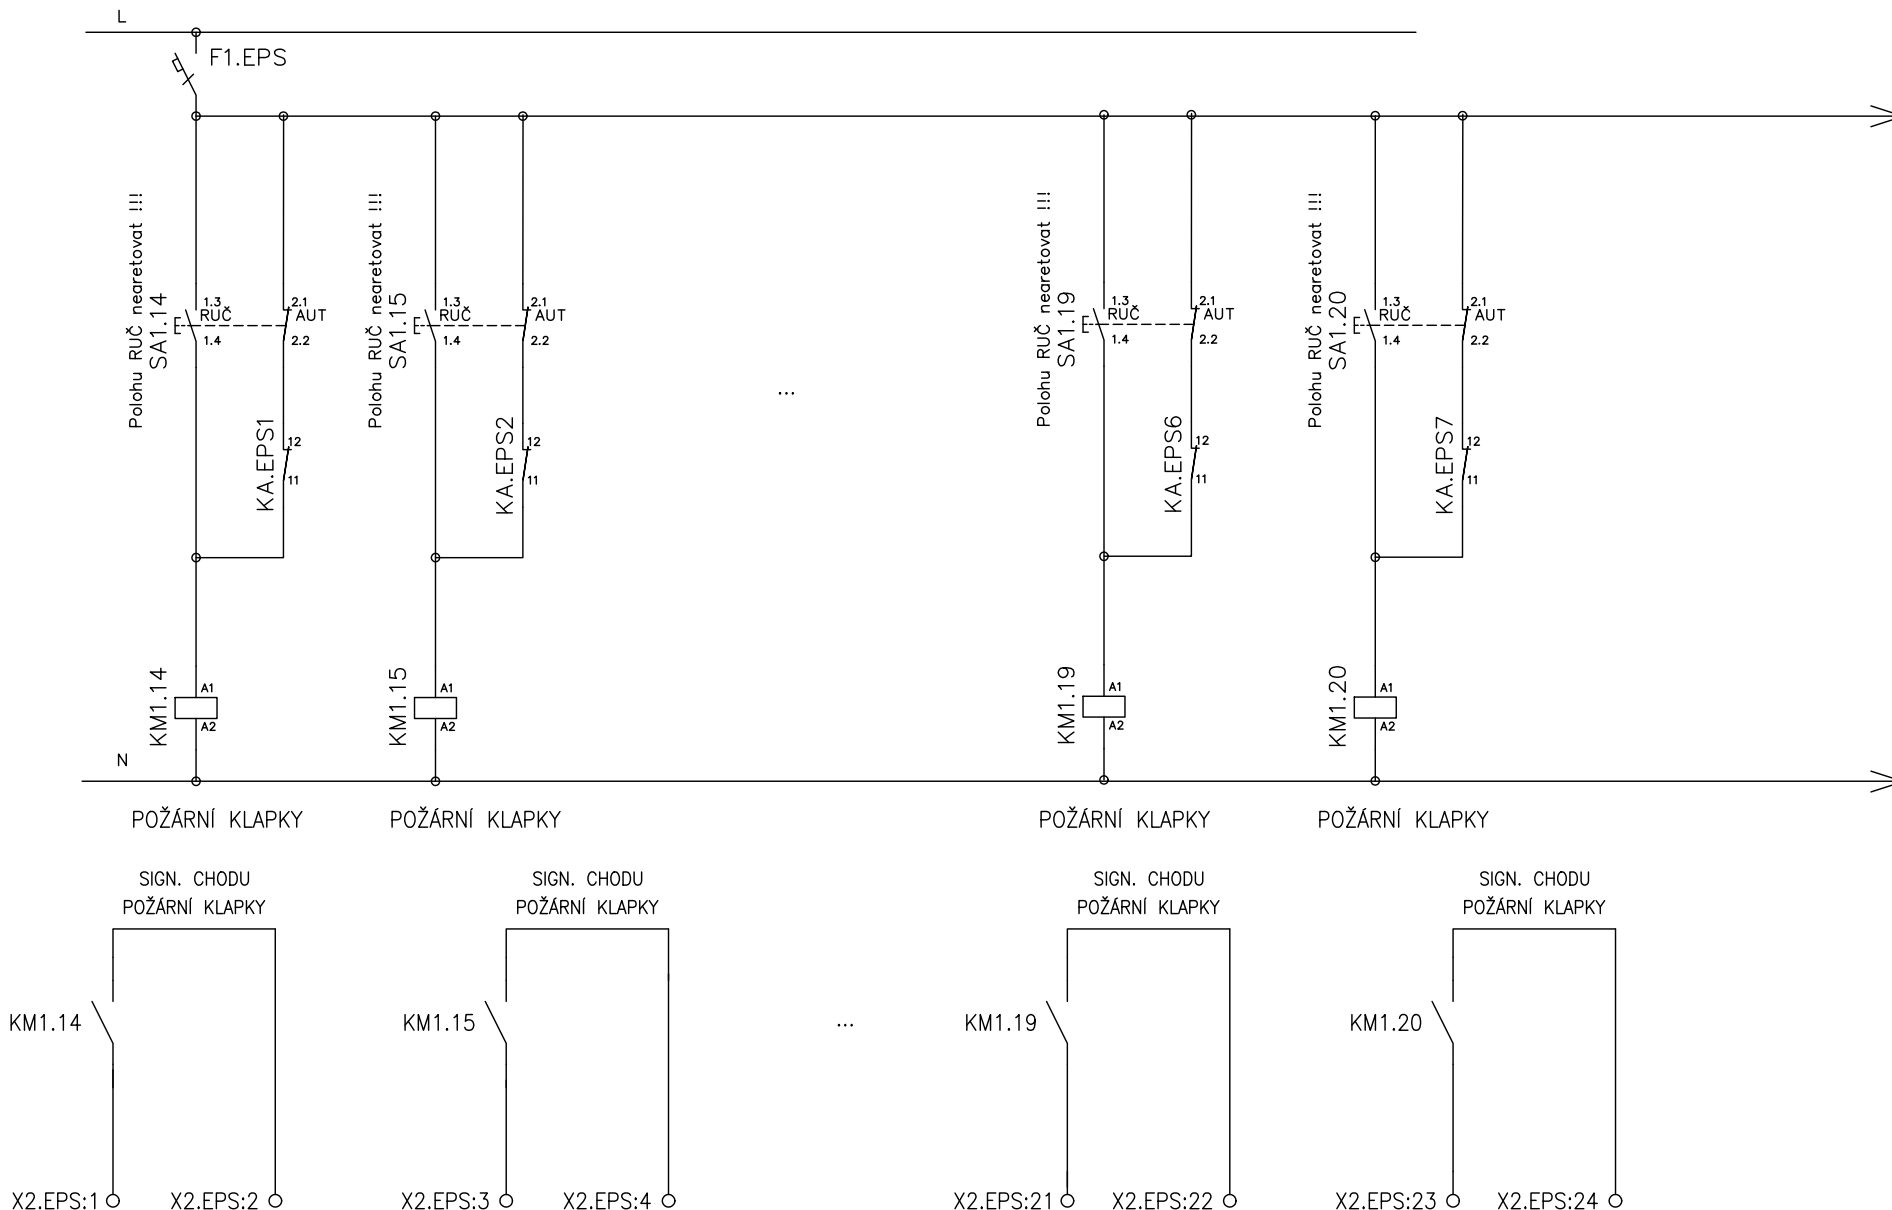 L
F1.EPS
Polohu RUČ nearetovat !!!
SA1.14
1.3
RUČ
1.4
2.1
AUT
2.2
KA.EPS1
12
11
KM1.14
A1
A2
Polohu RUČ nearetovat !!!
SA1.15
1.3
RUČ
1.4
2.1
AUT
2.2
KA.EPS2
12
11
KM1.15
A1
A2
...
Polohu RUČ nearetovat !!!
SA1.19
1.3
RUČ
1.4
2.1
AUT
2.2
KA.EPS6
12
11
KM1.19
A1
A2
Polohu RUČ nearetovat !!!
SA1.20
1.3
RUČ
1.4
2.1
AUT
2.2
KA.EPS7
12
11
KM1.20
A1
A2
N
POŽÁRNÍ KLAPKY
POŽÁRNÍ KLAPKY
POŽÁRNÍ KLAPKY
POŽÁRNÍ KLAPKY
SIGN. CHODU
POŽÁRNÍ KLAPKY
KM1.14
X2.EPS:1
X2.EPS:2
SIGN. CHODU
POŽÁRNÍ KLAPKY
KM1.15
X2.EPS:3
X2.EPS:4
...
SIGN. CHODU
POŽÁRNÍ KLAPKY
KM1.19
X2.EPS:21
X2.EPS:22
SIGN. CHODU
POŽÁRNÍ KLAPKY
KM1.20
X2.EPS:23
X2.EPS:24